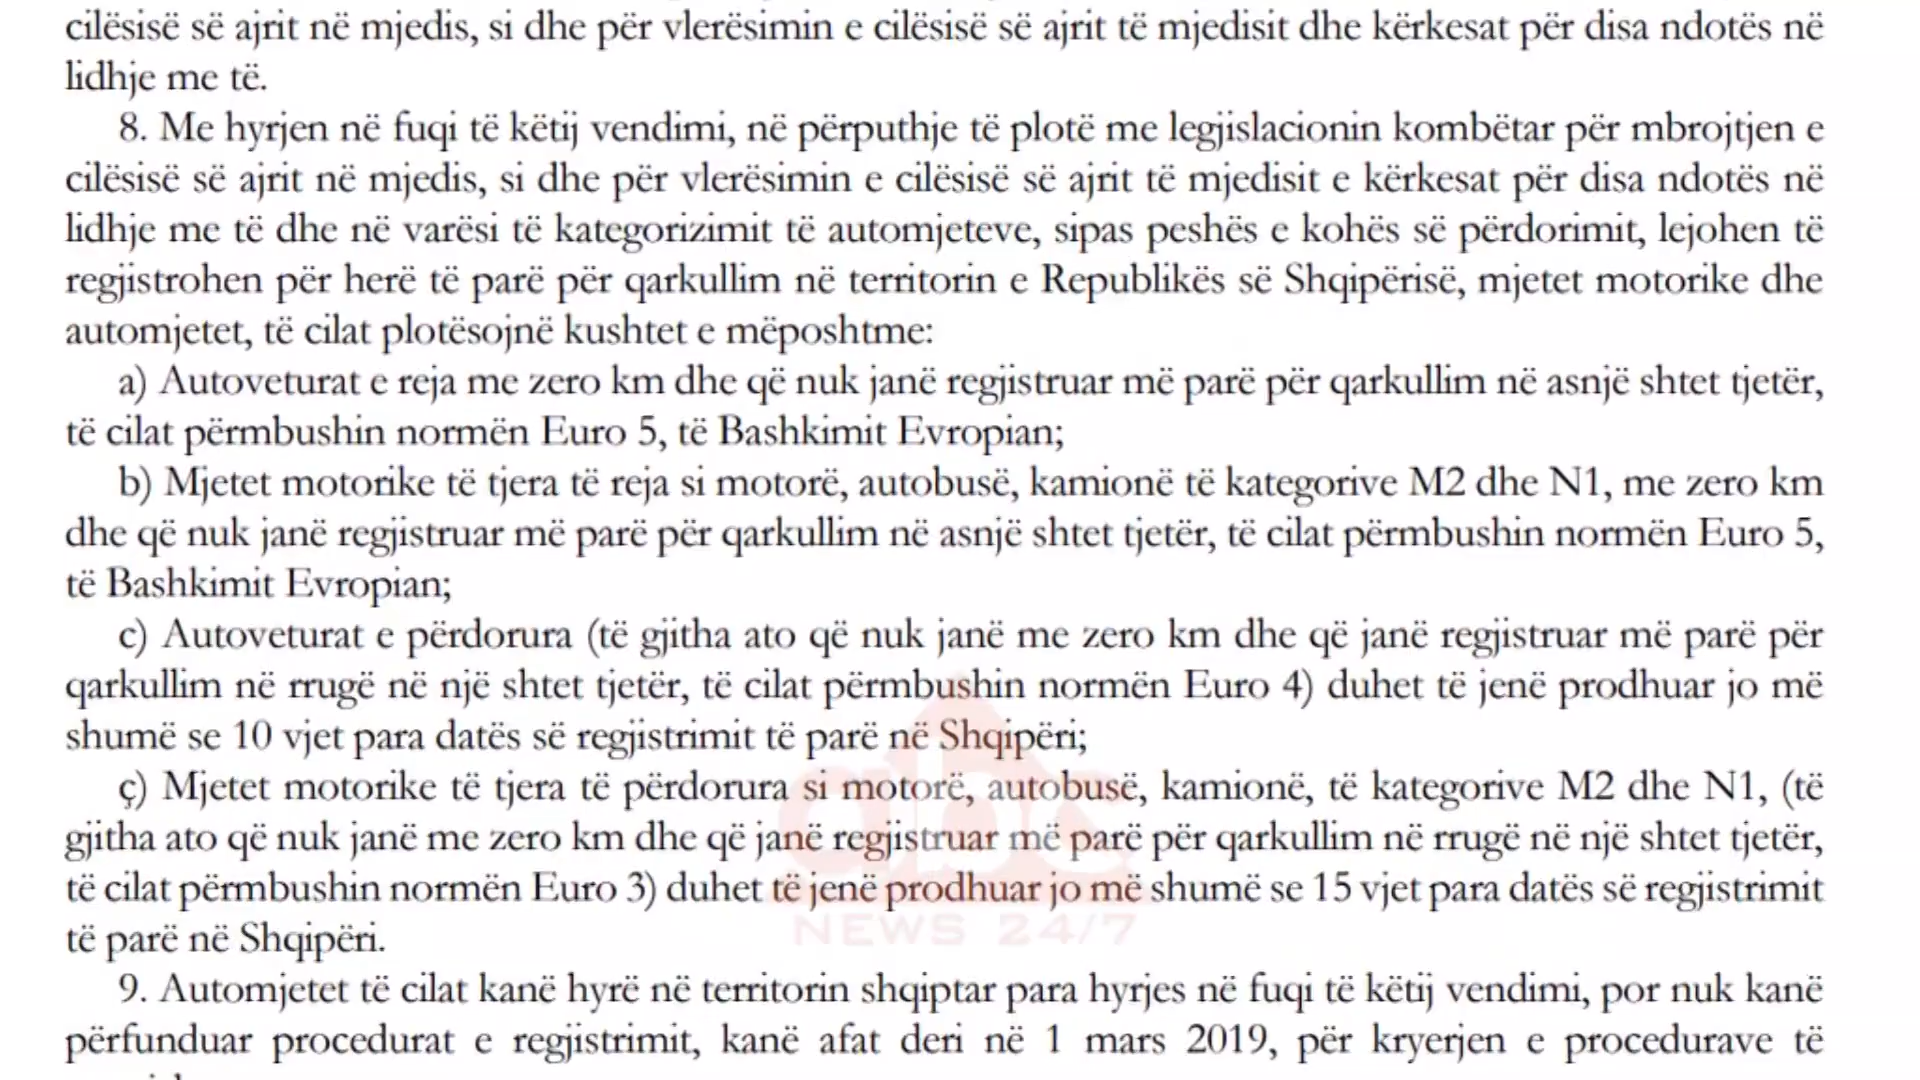 cilësisë së ajrit në mjedis, si dhe për vlerësimin e cilësisë së ajrit të mjedisit dhe kërkesat për disa ndotës në
lidhje me të.
8. Me hyrjen në fuqi të këtij vendimi, në përputhje të plotë me legjislacionin kombëtar për mbrojtjen e
cilësisë së ajrit në mjedis, si dhe për vlerësimin e cilësisë së ajrit të mjedisit e kërkesat për disa ndotës në
lidhje me të dhe në varësi të kategorizimit të automjeteve, sipas peshës e kohës së përdorimit, lejohen të
regjistrohen për herë të parë për qarkullim në territorin e Republikës së Shqipërisë, mjetet motorike dhe
automjetet, të cilat plotësojnë kushtet e mëposhtme:
a) Autoveturat e reja me zero km dhe që nuk janë regjistruar më parë për qarkullim në asnjë shtet tjetër,
të cilat përmbushin normën Euro 5, të Bashkimit Evropian;
b) Mjetet motorike të tjera të reja si motorë, autobusë, kamionë të kategorive M2 dhe N1, me zero km
dhe që nuk janë regjistruar më parë për qarkullim në asnjë shtet tjetër, të cilat përmbushin normën Euro 5,
të Bashkimit Evropian;
c) Autoveturat e përdorura (të gjitha ato që nuk janë me zero km dhe që janë regjistruar më parë për
qarkullim në rrugë në një shtet tjetër, të cilat përmbushin normën Euro 4) duhet të jenë prodhuar jo më
shumë se 10 vjet para datës së regjistrimit të parë në Shqipëri;
ç) Mjetet motorike të tjera të përdorura si motorë, autobusë, kamionë, të kategorive M2 dhe N1, (të
gjitha ato që nuk janë me zero km dhe që janë regjistruar më parë për qarkullim në rrugë në një shtet tjetër,
të cilat përmbushin normën Euro 3) duhet të jenë prodhuar jo më shumë se 15 vjet para datës së regjistrimit
të parë në Shqipëri.
abc
NEWS 24/7
9. Automjetet të cilat kanë hyrë në territorin shqiptar para hyrjes në fuqi të këtij vendimi, por nuk kanë
përfunduar procedurat e regjistrimit, kanë afat deri në 1 mars 2019, për kryerjen e procedurave të